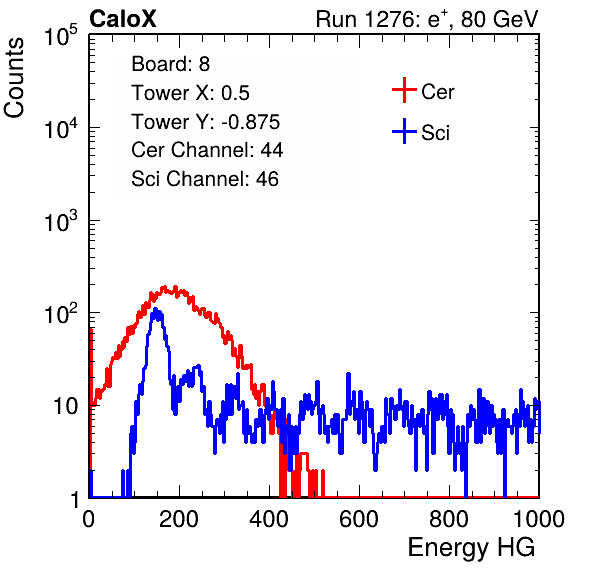 CaloX Run 1276: e⁺, 80 GeV
Counts
Board: 8
Tower X: 0.5
Tower Y: -0.875
Cer Channel: 44
Sci Channel: 46
Cer
Sci
10⁵
10⁴
10³
10²
10
1
0 200 400 600 800 1000
Energy HG